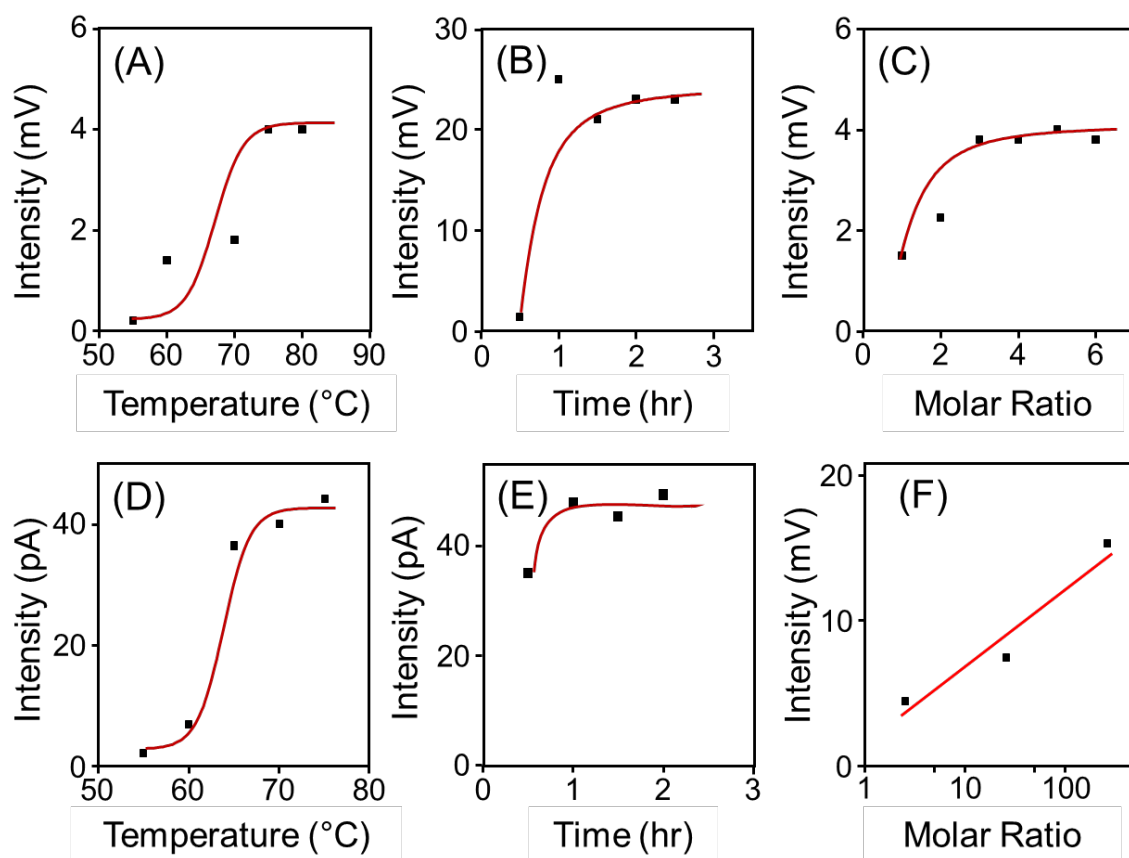 (A)
Intensity (mV)
6
4
2
0
50 60 70 80 90
Temperature (°C)
(B)
Intensity (mV)
30
20
10
0
0 1 2 3
Time (hr)
(C)
Intensity (mV)
6
4
2
0
0 2 4 6
Molar Ratio
(D)
Intensity (pA)
40
20
0
50 60 70 80
Temperature (°C)
(E)
Intensity (pA)
40
20
0
0 1 2 3
Time (hr)
(F)
Intensity (mV)
20
10
0
1 10 100
Molar Ratio